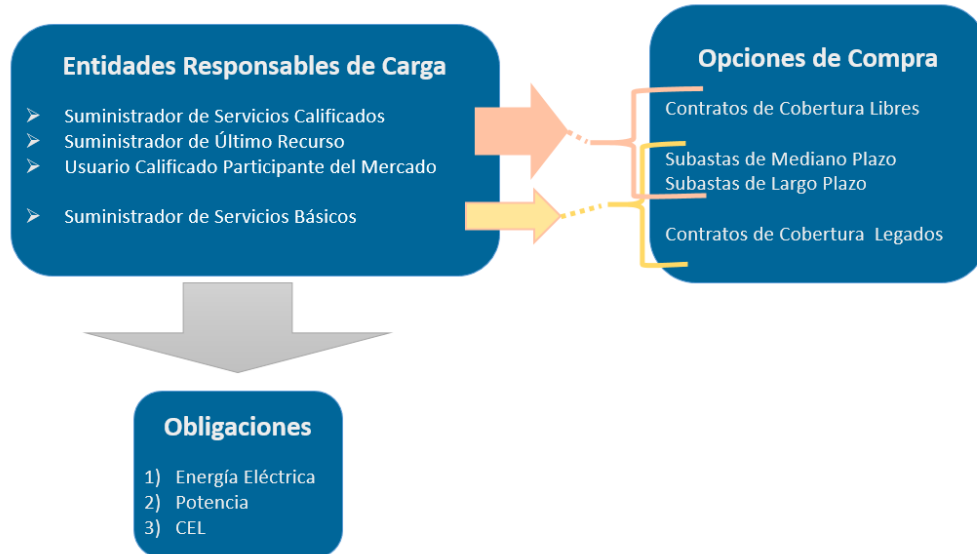 Entidades Responsables de Carga
➢ Suministrador de Servicios Calificados
➢ Suministrador de Último Recurso
➢ Usuario Calificado Participante del Mercado
➢ Suministrador de Servicios Básicos
Opciones de Compra
Contratos de Cobertura Libres
Subastas de Mediano Plazo
Subastas de Largo Plazo
Contratos de Cobertura Legados
Obligaciones
1) Energía Eléctrica
2) Potencia
3) CEL